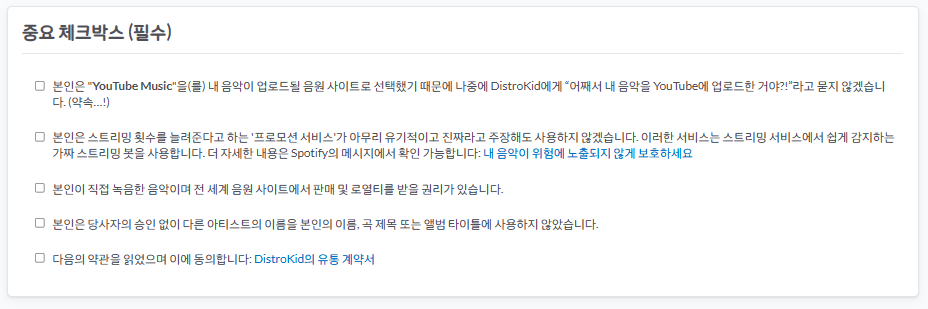 중요 체크박스 (필수)
본인은 "YouTube Music"을(를) 내 음악이 업로드될 음원 사이트로 선택했기 때문에 나중에 DistroKid에게 “어째서 내 음악을 YouTube에 업로드한 거야?!”라고 묻지 않겠습니
다. (약속...!)
본인은 스트리밍 횟수를 늘려준다고 하는 '프로모션 서비스'가 아무리 유기적이고 진짜라고 주장해도 사용하지 않겠습니다. 이러한 서비스는 스트리밍 서비스에서 쉽게 감지하는
가짜 스트리밍 봇을 사용합니다. 더 자세한 내용은 Spotify의 메시지에서 확인 가능합니다: 내 음악이 위험에 노출되지 않게 보호하세요
본인이 직접 녹음한 음악이며 전 세계 음원 사이트에서 판매 및 로열티를 받을 권리가 있습니다.
본인은 당사자의 승인 없이 다른 아티스트의 이름을 본인의 이름, 곡 제목 또는 앨범 타이틀에 사용하지 않았습니다.
다음의 약관을 읽었으며 이에 동의합니다: DistroKid의 유통 계약서